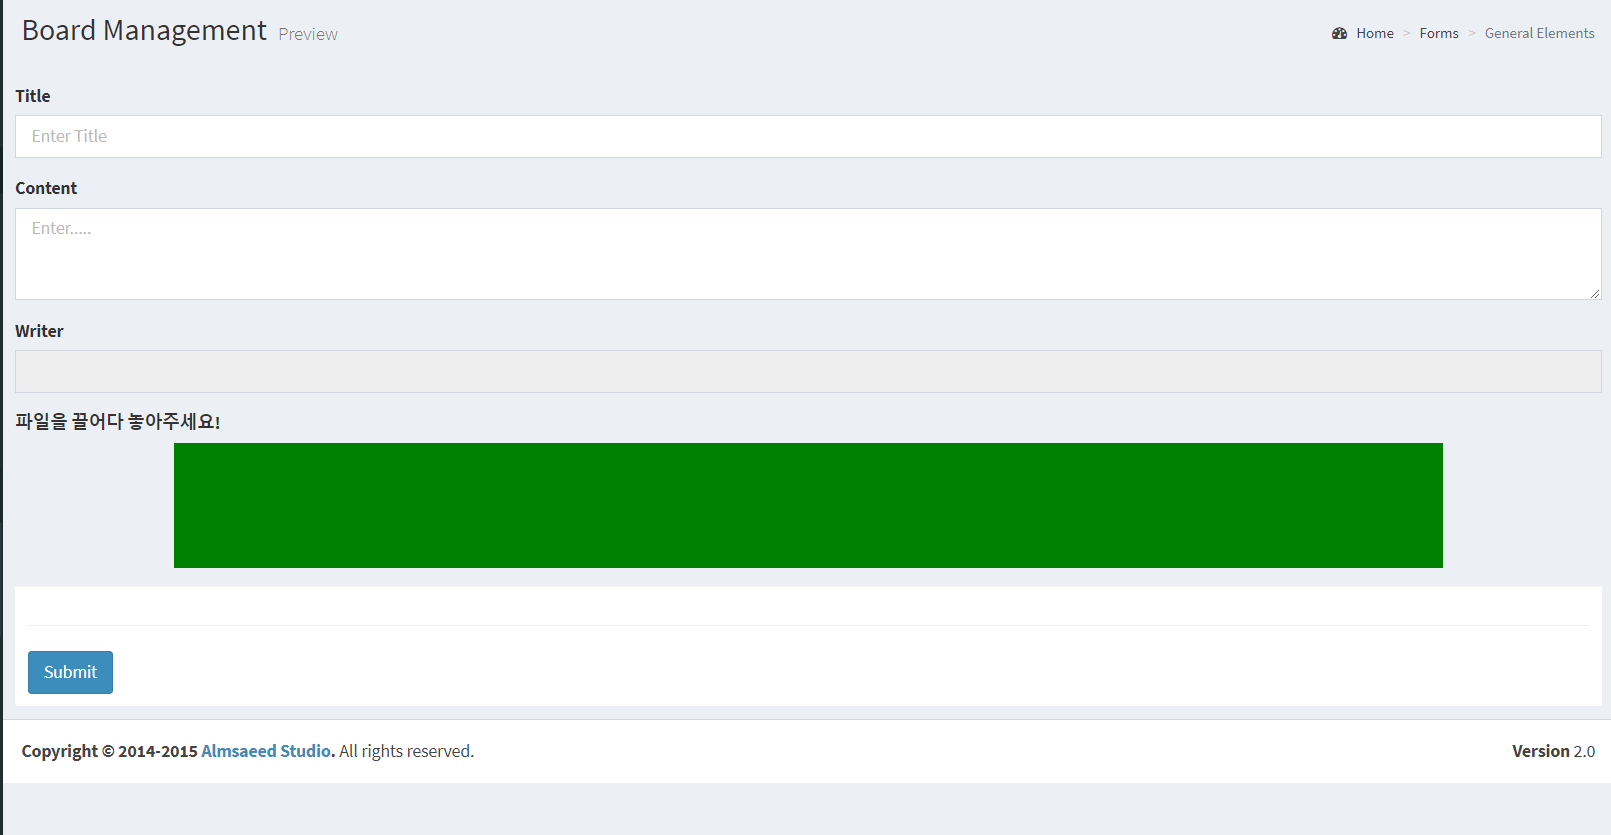 Board Management Preview
Home > Forms > General Elements
Title
Enter Title
Content
Enter.....
Writer
파일을 끌어다 놓아주세요!
Submit
Copyright © 2014-2015 Almsaeed Studio. All rights reserved.
Version 2.0